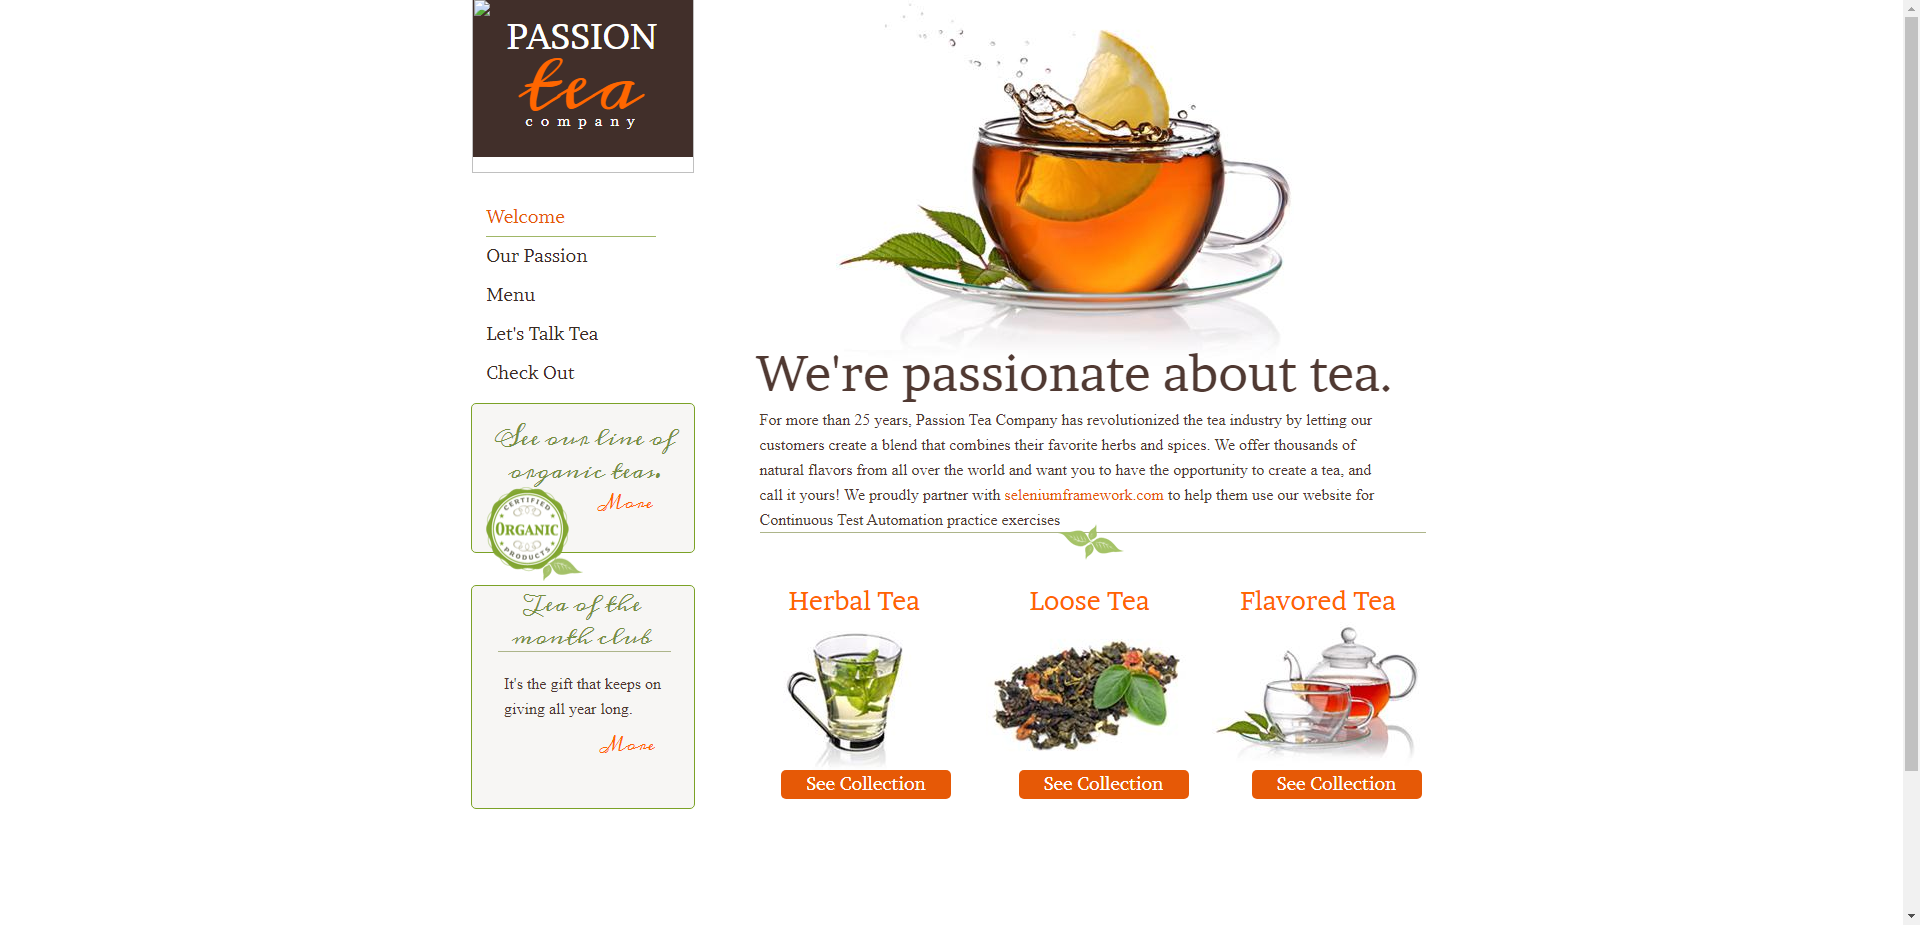 PASSION
tea
company
Welcome
Our Passion
Menu
Let's Talk Tea
Check Out
See our line of
organic teas.
More
CERTIFIED
ORGANIC
PRODUCTS
Tea of the
month club
It's the gift that keeps on
giving all year long.
More
We're passionate about tea.
For more than 25 years, Passion Tea Company has revolutionized the tea industry by letting our
customers create a blend that combines their favorite herbs and spices. We offer thousands of
natural flavors from all over the world and want you to have the opportunity to create a tea, and
call it yours! We proudly partner with seleniumframework.com to help them use our website for
Continuous Test Automation practice exercises
Herbal Tea
See Collection
Loose Tea
See Collection
Flavored Tea
See Collection